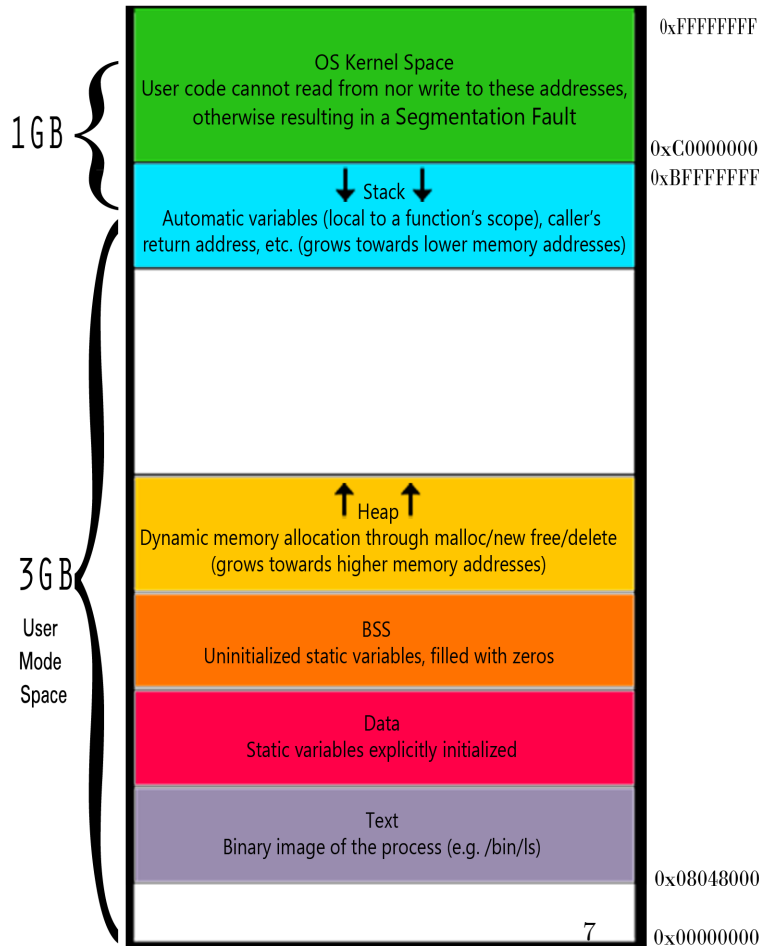 0xFFFFFFFF
OS Kernel Space
User code cannot read from nor write to these addresses,
otherwise resulting in a Segmentation Fault
1GB
0xC0000000
0xBFFFFFFF
Stack
Automatic variables (local to a function's scope), caller's
return address, etc. (grows towards lower memory addresses)
Heap
Dynamic memory allocation through malloc/new free/delete
(grows towards higher memory addresses)
3GB
User
Mode
Space
BSS
Uninitialized static variables, filled with zeros
Data
Static variables explicitly initialized
Text
Binary image of the process (e.g. /bin/ls)
0x08048000
7
0x00000000